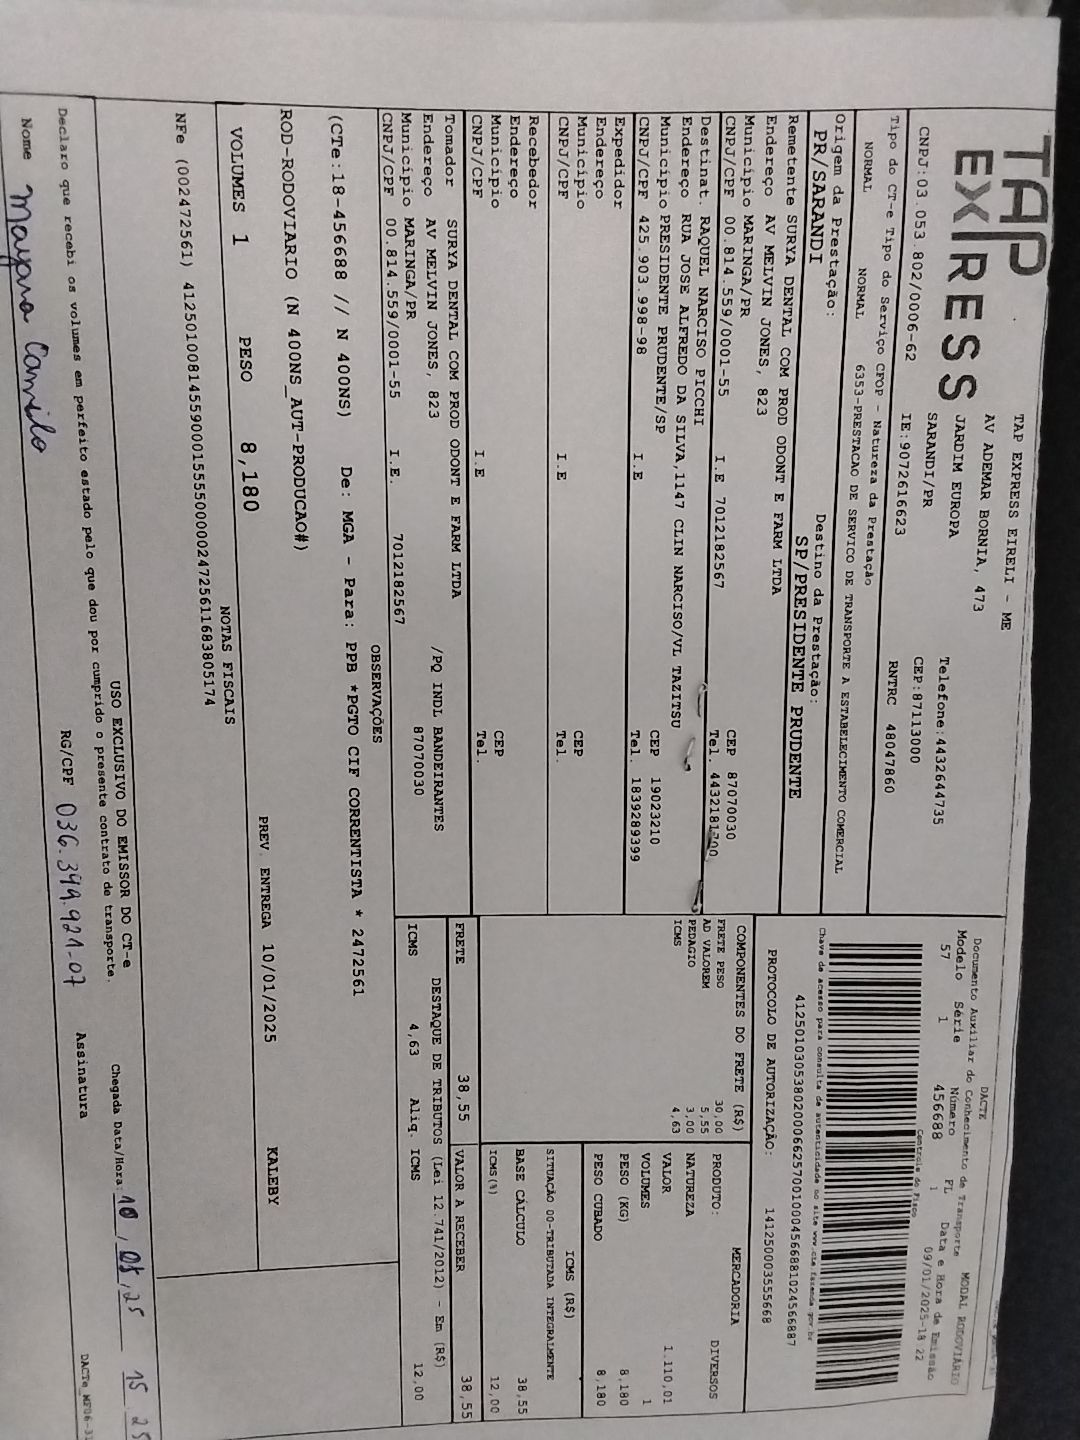 TAP EXPRESS
TAP EXPRESS EIRELI - ME
AV ADEMAR BORNIA, 473
JARDIM EUROPA
SARANDI/PR
Telefone:4432644735
CEP:87113000
CNPJ:03.053.802/0006-62 IE:9072616623 RNTRC 48047860
Tipo do CT-e Tipo do Serviço CFOP - Natureza da Prestação
NORMAL NORMAL 6353-PRESTACAO DE SERVICO DE TRANSPORTE A ESTABELECIMENTO COMERCIAL
Origem da Prestação: Destino da Prestação:
PR/SARANDI SP/PRESIDENTE PRUDENTE
Remetente SURYA DENTAL COM PROD ODONT E FARM LTDA
Endereço AV MELVIN JONES, 823
Município MARINGA/PR CEP 87070030
CNPJ/CPF 00.814.559/0001-55 I.E 7012182567 Tel. 4432181700
Destinat. RAQUEL NARCISO PICCHI
Endereço RUA JOSE ALFREDO DA SILVA,1147 CLIN NARCISO/VL TAZITSU
Município PRESIDENTE PRUDENTE/SP CEP 19023210
CNPJ/CPF 425.903.998-98 I.E Tel. 1839289399
Expedidor
Endereço
Município CEP
CNPJ/CPF I.E Tel.
Recebedor
Endereço
Município CEP
CNPJ/CPF I.E Tel.
Tomador SURYA DENTAL COM PROD ODONT E FARM LTDA
Endereço AV MELVIN JONES, 823 /PQ INDL BANDEIRANTES
Município MARINGA/PR 87070030
CNPJ/CPF 00.814.559/0001-55 I.E. 7012182567
DACTE
Documento Auxiliar do Conhecimento de Transporte MODAL RODOVIÁRIO
Modelo Série Número FL Data e Hora de Emissão
57 1 456688 1 09/01/2025-18 22
Controle do Fisco
Chave de acesso para consulta de autenticidade no site www.cte.fazenda.gov.br
41250103053802000662570010004566881024566887
PROTOCOLO DE AUTORIZAÇÃO: 141250003555668
COMPONENTES DO FRETE (R$)
FRETE PESO 30,00
AD VALOREM 5,55
PEDAGIO 3,00
ICMS 4,63
MERCADORIA
PRODUTO: DIVERSOS
NATUREZA
VALOR 1.110,01
VOLUMES 1
PESO (KG) 8,180
PESO CUBADO 8,180
ICMS (R$)
SITUAÇÃO 00-TRIBUTADA INTEGRALMENTE
BASE CÁLCULO 38,55
ICMS(%) 12,00
FRETE 38,55 VALOR A RECEBER 38,55
DESTAQUE DE TRIBUTOS (Lei 12.741/2012) - Em (R$)
ICMS 4,63 Aliq. ICMS 12,00
OBSERVAÇÕES
(CTe:18-456688 // N 400NS) De: MGA - Para: PPB *PGTO CIF CORRENTISTA * 2472561
ROD-RODOVIARIO (N 400NS_AUT-PRODUCAO#)
PREV. ENTREGA 10/01/2025 KALEBY
VOLUMES 1 PESO 8,180
NOTAS FISCAIS
NFe (002472561) 41250100814559000155550000024725611683805174
USO EXCLUSIVO DO EMISSOR DO CT-e
Declaro que recebi os volumes em perfeito estado pelo que dou por cumprido o presente contrato de transporte.
Chegada Data/Hora: 10/01/25 15 25
Nome Mayara Camilo RG/CPF 036.349.921-07 Assinatura